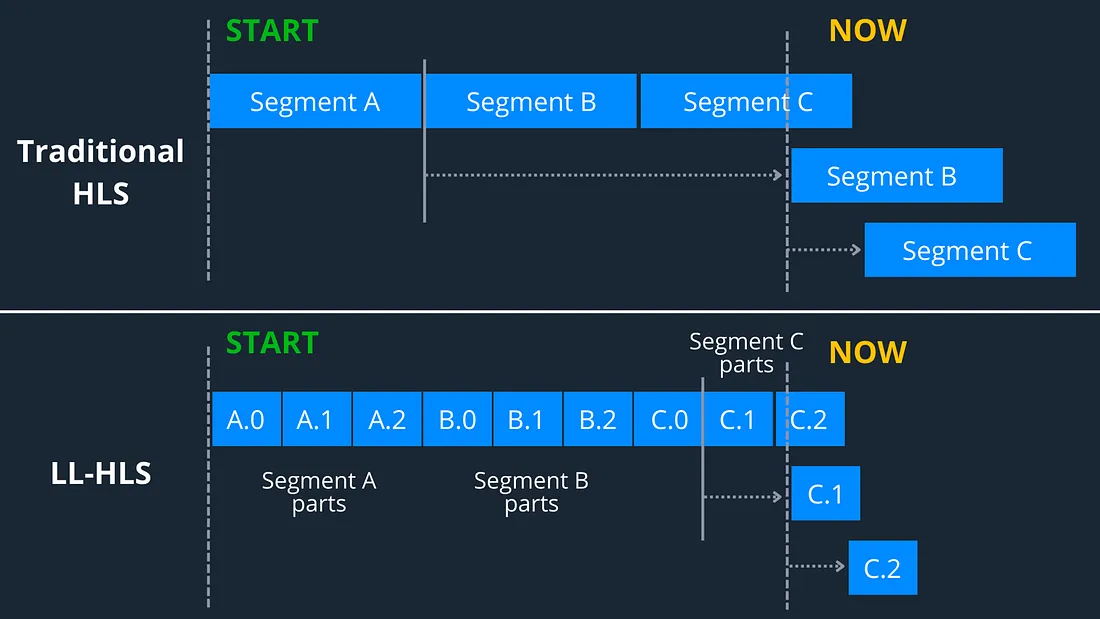 START
NOW
Segment A
Segment B
Segment C
Traditional
HLS
Segment B
Segment C
START
Segment C
parts
NOW
A.0
A.1
A.2
B.0
B.1
B.2
C.0
C.1
C.2
LL-HLS
Segment A
parts
Segment B
parts
C.1
C.2